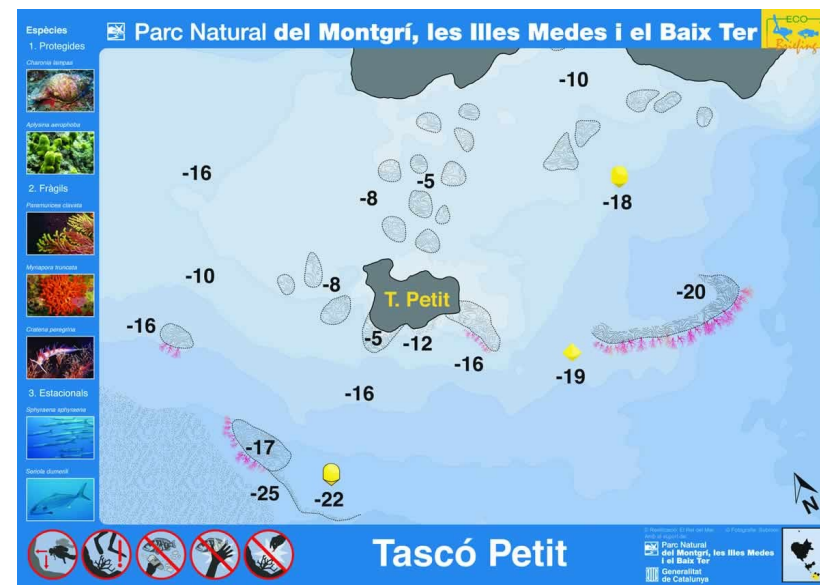 Parc Natural del Montgrí, les Illes Medes i el Baix Ter
ECO
Briefing
Espècies
1. Protegides
Charonia lampas
Aplysina aerophoba
2. Fràgils
Paramuricea clavata
Myriapora truncata
Cratena peregrina
3. Estacionals
Sphyraena sphyraena
Seriola dumerili
-10
-16
-5
-8
-18
-10
-8
-20
T. Petit
-16
-5
-12
-16
-19
-16
-17
-25
-22
N
Tascó Petit
Parc Natural
del Montgrí, les Illes Medes
i el Baix Ter
Generalitat
de Catalunya